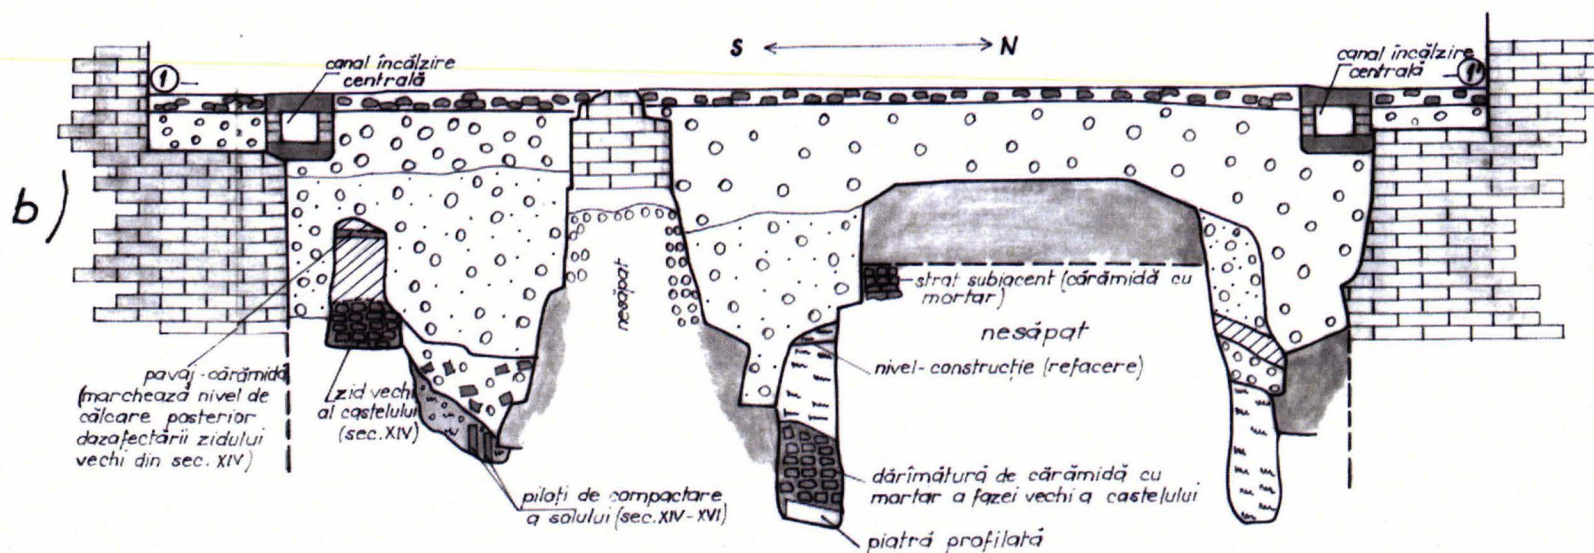 S N
1
canal încălzire
centrală
canal încălzire
centrală
1'
b)
nesăpat
strat subiacent (cărămidă cu
mortar)
nesăpat
nivel-construcție (refacere)
pavaj-cărămidă
(marchează nivel de
călcare posterior
dazafectării zidului
vechi din sec. XIV)
zid vechi
al castelului
(sec. XIV)
piloți de compactare
a solului (sec. XIV-XVI)
dărîmătură de cărămidă cu
mortar a fazei vechi a castelului
piatră profilată